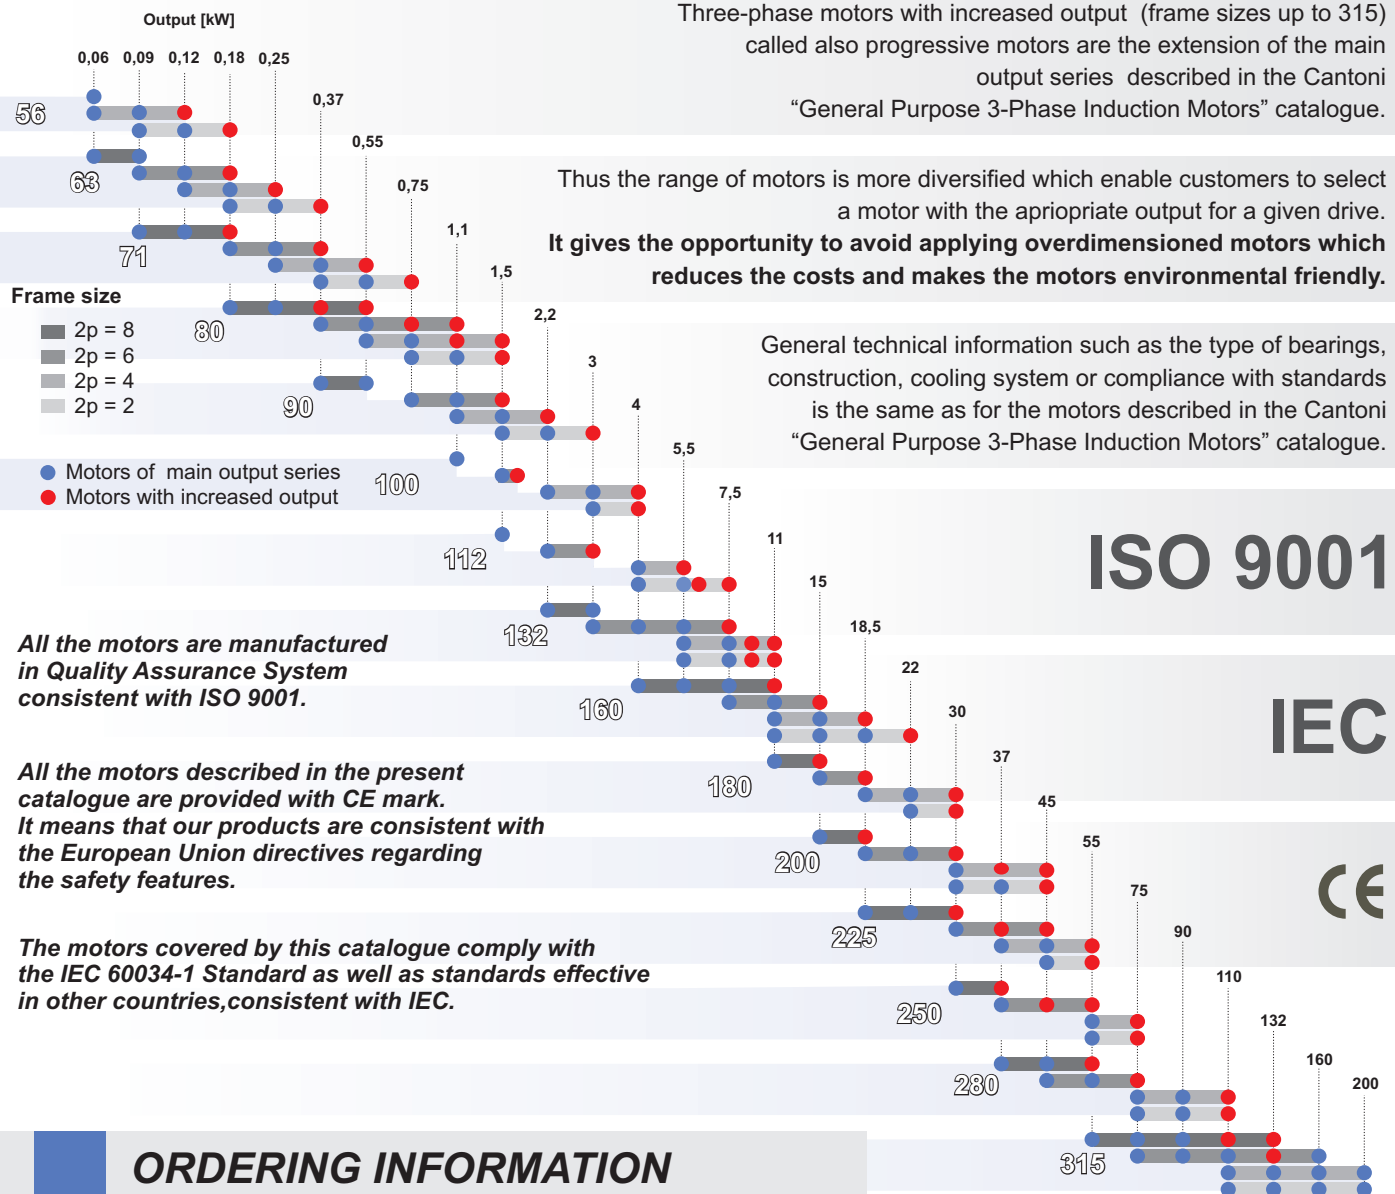 Output [kW]
0,06
0,09
0,12
0,18
0,25
0,37
0,55
0,75
1,1
1,5
2,2
3
4
5,5
7,5
11
15
18,5
22
30
37
45
55
75
90
110
132
160
200
56
63
71
80
90
100
112
132
160
180
200
225
250
280
315
Frame size
2p = 8
2p = 6
2p = 4
2p = 2
Motors of main output series
Motors with increased output
Three-phase motors with increased output (frame sizes up to 315)
called also progressive motors are the extension of the main
output series described in the Cantoni
“General Purpose 3-Phase Induction Motors” catalogue.
Thus the range of motors is more diversified which enable customers to select
a motor with the apriopriate output for a given drive.
It gives the opportunity to avoid applying overdimensioned motors which
reduces the costs and makes the motors environmental friendly.
General technical information such as the type of bearings,
construction, cooling system or compliance with standards
is the same as for the motors described in the Cantoni
“General Purpose 3-Phase Induction Motors” catalogue.
ISO 9001
IEC
CE
All the motors are manufactured
in Quality Assurance System
consistent with ISO 9001.
All the motors described in the present
catalogue are provided with CE mark.
It means that our products are consistent with
the European Union directives regarding
the safety features.
The motors covered by this catalogue comply with
the IEC 60034-1 Standard as well as standards effective
in other countries,consistent with IEC.
ORDERING INFORMATION